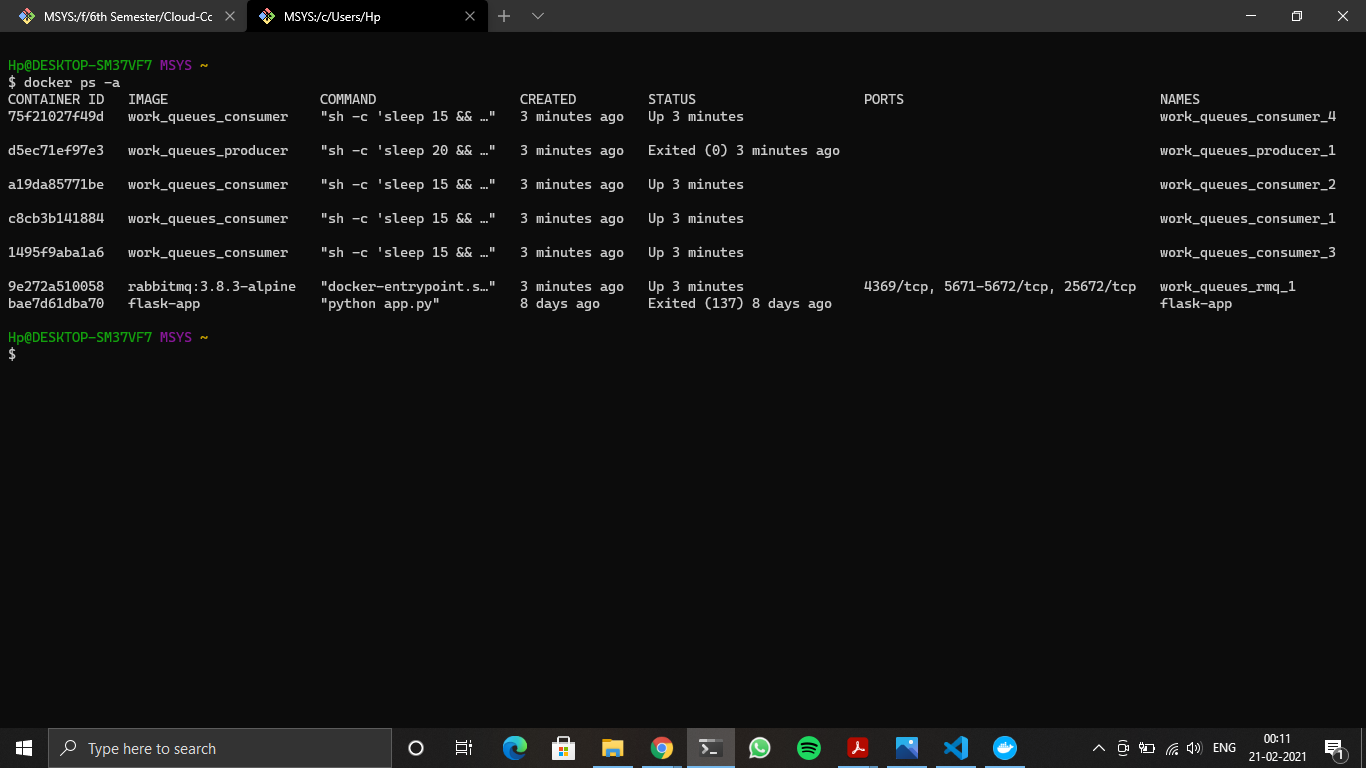 MSYS:/f/6th Semester/Cloud-Cc
MSYS:/c/Users/Hp
Hp@DESKTOP-SM37VF7 MSYS ~
$ docker ps -a
CONTAINER ID   IMAGE                   COMMAND                  CREATED         STATUS                     PORTS                                NAMES
75f21027f49d   work_queues_consumer    "sh -c 'sleep 15 && …"   3 minutes ago   Up 3 minutes                                                    work_queues_consumer_4
d5ec71ef97e3   work_queues_producer    "sh -c 'sleep 20 && …"   3 minutes ago   Exited (0) 3 minutes ago                                        work_queues_producer_1
a19da85771be   work_queues_consumer    "sh -c 'sleep 15 && …"   3 minutes ago   Up 3 minutes                                                    work_queues_consumer_2
c8cb3b141884   work_queues_consumer    "sh -c 'sleep 15 && …"   3 minutes ago   Up 3 minutes                                                    work_queues_consumer_1
1495f9aba1a6   work_queues_consumer    "sh -c 'sleep 15 && …"   3 minutes ago   Up 3 minutes                                                    work_queues_consumer_3
9e272a510058   rabbitmq:3.8.3-alpine   "docker-entrypoint.s…"   3 minutes ago   Up 3 minutes               4369/tcp, 5671-5672/tcp, 25672/tcp   work_queues_rmq_1
bae7d61dba70   flask-app               "python app.py"          8 days ago      Exited (137) 8 days ago                                         flask-app
Hp@DESKTOP-SM37VF7 MSYS ~
$
Type here to search
ENG
00:11
21-02-2021
1